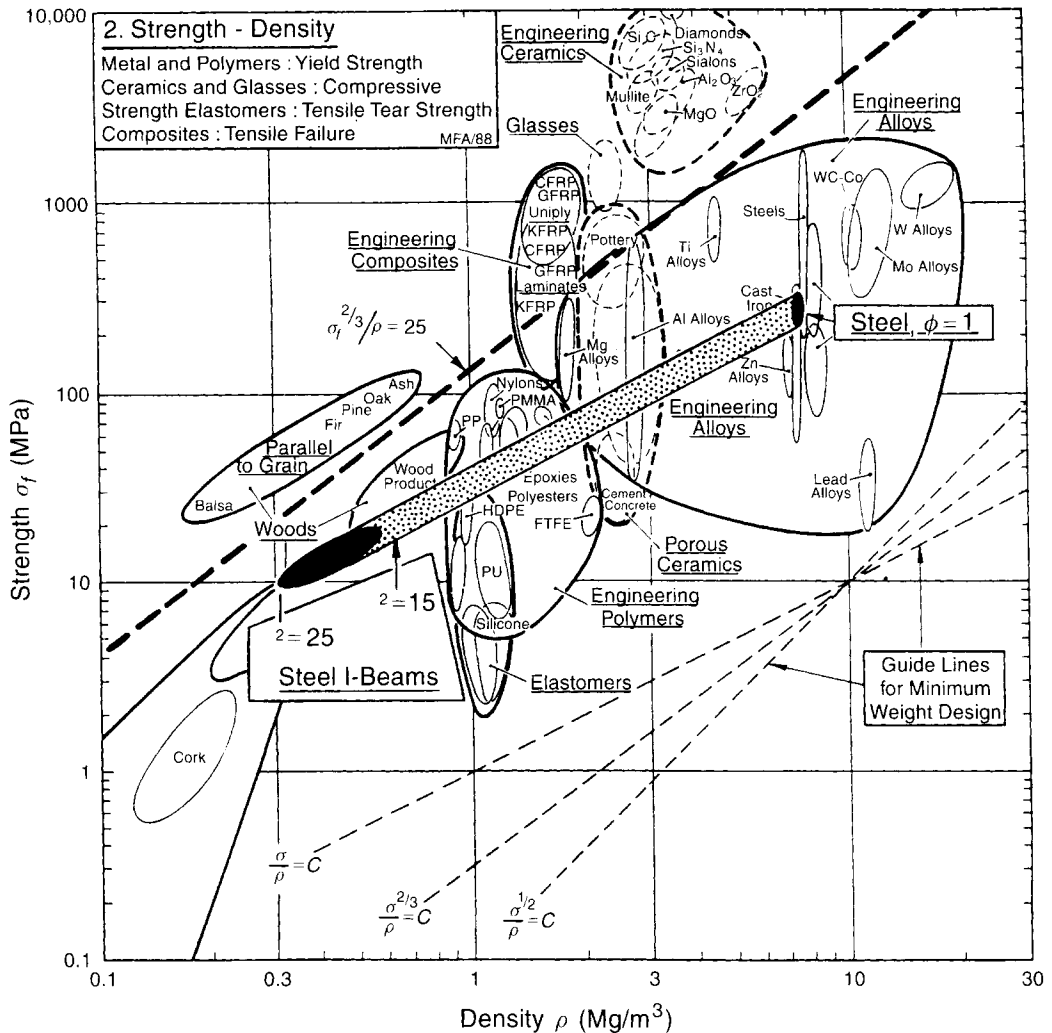 10,000
1000
100
10
1
0.1
Strength σf (MPa)
2. Strength - Density
Metal and Polymers : Yield Strength
Ceramics and Glasses : Compressive
Strength Elastomers : Tensile Tear Strength
Composites : Tensile Failure
MFA/88
Engineering
Ceramics
Diamonds
Si3N4
Sialons
Al2O3
Mullite
MgO
Glasses
Engineering
Alloys
CFRP
GFRP
Uniply
KFRP
CFRP
GFRP
aminates
KFRP
Engineering
Composites
Pottery
Steels
WC-Co
W Alloys
Mo Alloys
Ti
Alloys
Cast
Iron
Steel, ϕ=1
σf^2/3/ρ = 25
Mg
Alloys
Al Alloys
Zn
Alloys
Engineering
Alloys
Ash
Oak
Pine
Fir
Parallel
to Grain
Balsa
Woods
Wood
Product
Nylons
PMMA
PP
Epoxies
Polyesters
HDPE
FTFE
PU
Silicone
Cement
Concrete
Porous
Ceramics
Lead
Alloys
Engineering
Polymers
2=15
2=25
Steel I-Beams
Elastomers
Guide Lines
for Minimum
Weight Design
Cork
σ/ρ=C
σ^2/3/ρ=C
σ^1/2/ρ=C
0.1
0.3
1
3
10
30
Density ρ (Mg/m³)